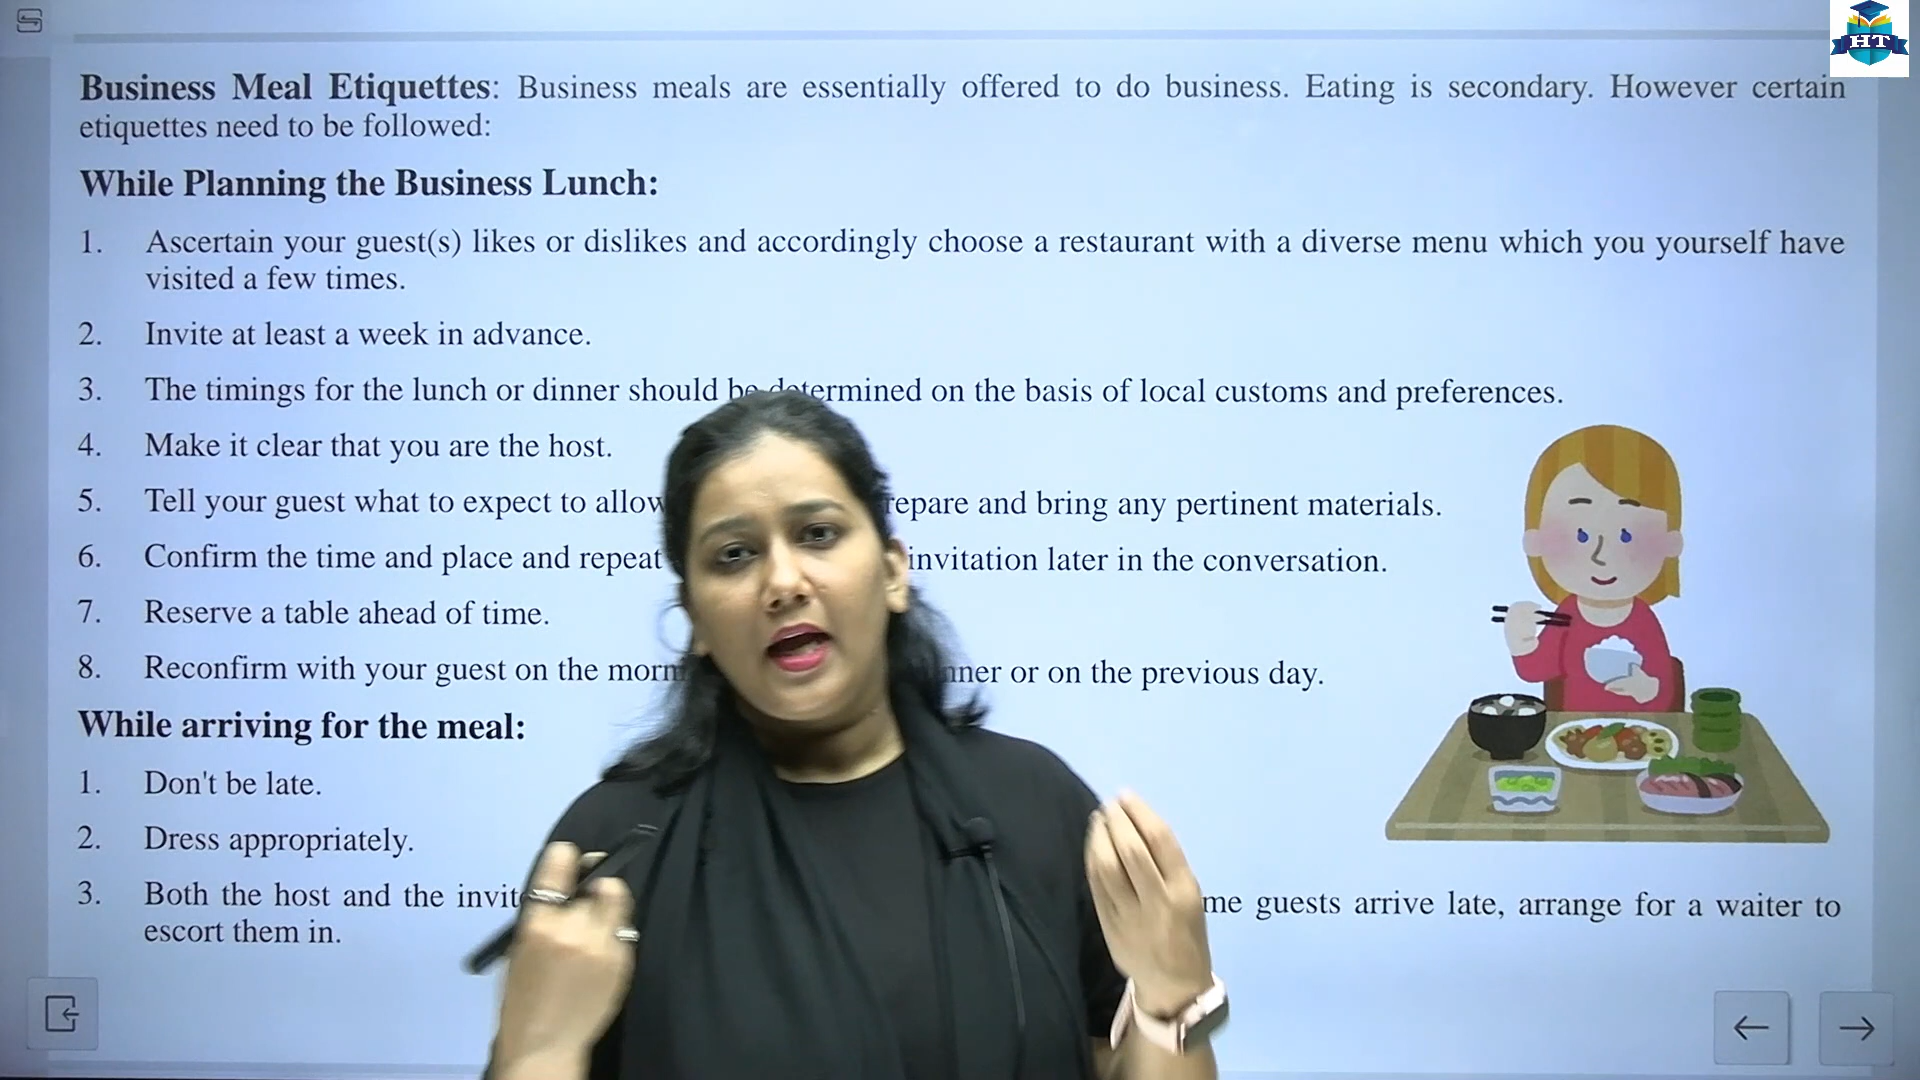 HT
Business Meal Etiquettes: Business meals are essentially offered to do business. Eating is secondary. However certain
etiquettes need to be followed:
While Planning the Business Lunch:
1. Ascertain your guest(s) likes or dislikes and accordingly choose a restaurant with a diverse menu which you yourself have
visited a few times.
2. Invite at least a week in advance.
3. The timings for the lunch or dinner should be determined on the basis of local customs and preferences.
4. Make it clear that you are the host.
5. Tell your guest what to expect to allow repare and bring any pertinent materials.
6. Confirm the time and place and repeat invitation later in the conversation.
7. Reserve a table ahead of time.
8. Reconfirm with your guest on the morn nner or on the previous day.
While arriving for the meal:
1. Don't be late.
2. Dress appropriately.
3. Both the host and the invit me guests arrive late, arrange for a waiter to
escort them in.